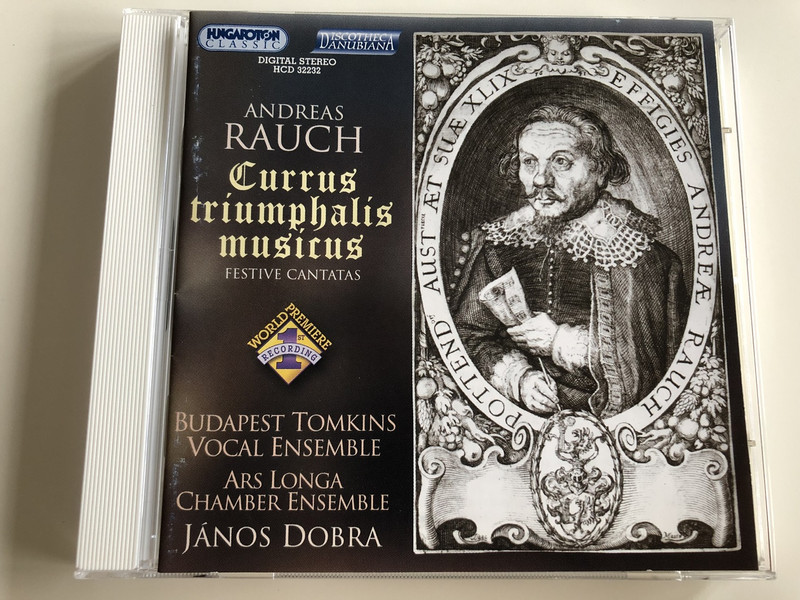 HUNGAROTON
CLASSIC
DISCOTHECA
DANUBIANA
DIGITAL STEREO
HCD 32232
ANDREAS
RAUCH
Currus
triumphalis
musicus
FESTIVE CANTATAS
WORLD PREMIERE
1ST
RECORDING
BUDAPEST TOMKINS
VOCAL ENSEMBLE
ARS LONGA
CHAMBER ENSEMBLE
JÁNOS DOBRA
EFFIGIES ANDREÆ RAUCH
POTTEND AUST ÆT SUÆ XLIX